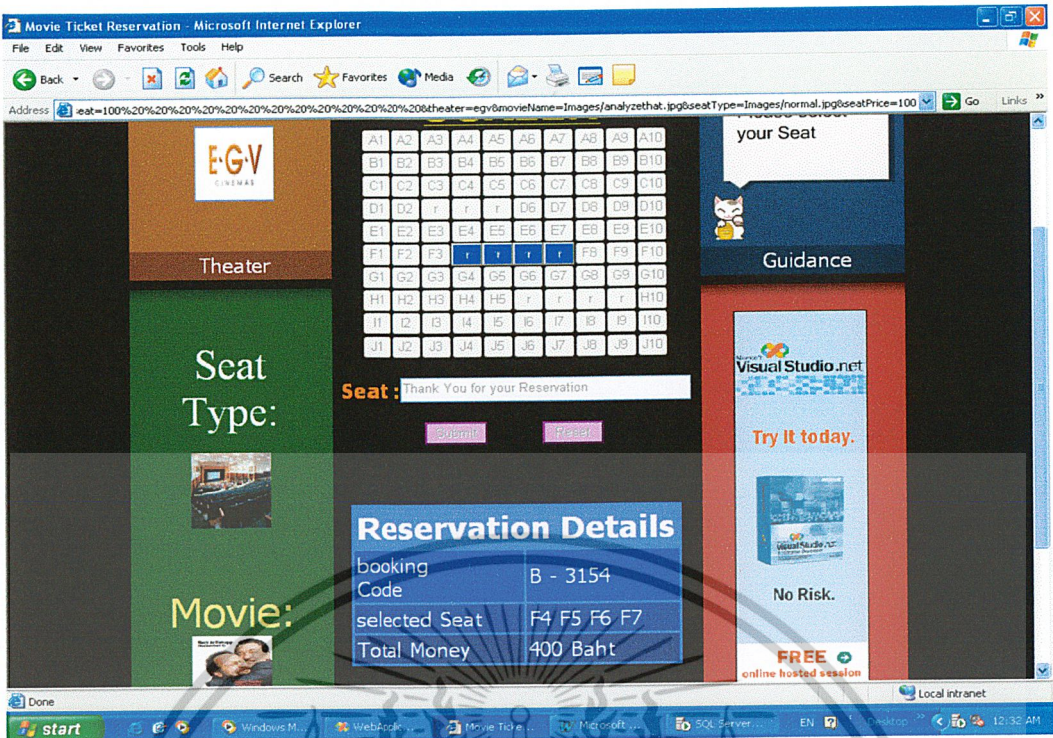 Movie Ticket Reservation - Microsoft Internet Explorer
File Edit View Favorites Tools Help
Back Search Favorites Media
Address eat=100%20%20%20%20%20%20%20%20%20%20%20%20&theater=egv&movieName=Images/analyzethat.jpg&seatType=Images/normal.jpg&seatPrice=100 Go Links »
E·G·V
CINEMAS
Theater
A1 A2 A3 A4 A5 A6 A7 A8 A9 A10
B1 B2 B3 B4 B5 B6 B7 B8 B9 B10
C1 C2 C3 C4 C5 C6 C7 C8 C9 C10
D1 D2 r r r D6 D7 D8 D9 D10
E1 E2 E3 E4 E5 E6 E7 E8 E9 E10
F1 F2 F3 r r r r F8 F9 F10
G1 G2 G3 G4 G5 G6 G7 G8 G9 G10
H1 H2 H3 H4 H5 r r r r H10
I1 I2 I3 I4 I5 I6 I7 I8 I9 I10
J1 J2 J3 J4 J5 J6 J7 J8 J9 J10
Please select
your Seat
Guidance
Seat
Type:
Movie:
Seat : Thank You for your Reservation
Submit Reset
Reservation Details
booking
Code B - 3154
selected Seat F4 F5 F6 F7
Total Money 400 Baht
Visual Studio.net
Try It today.
Visual Studio .net
No Risk.
FREE
online hosted session
Done Local intranet
start Windows M... WebApplic... Movie Ticke... Microsoft ... SQL Server... EN Desktop » 12:32 AM